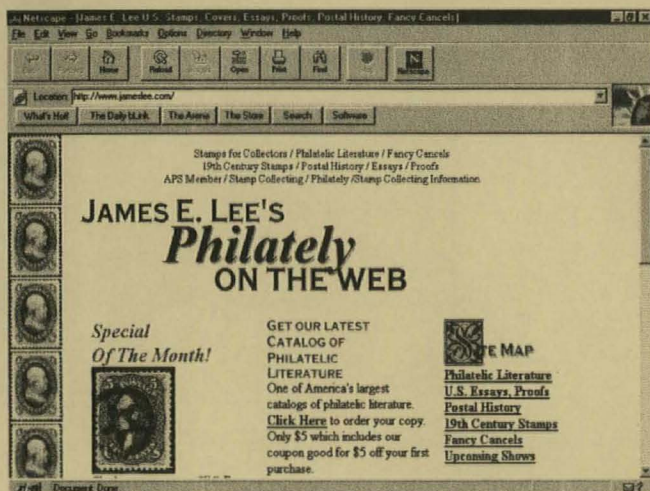 Netscape - [James E. Lee U.S. Stamps, Covers, Essays, Proofs, Postal History, Fancy Cancels]
File Edit View Go Bookmarks Options Directory Window Help
Home Reload Open Print Find Netscape
Location: http://www.jameslee.com/
What's Hot! The Daily bLink The Arena The Store Search Software
Stamps for Collectors / Philatelic Literature / Fancy Cancels
19th Century Stamps / Postal History / Essays / Proofs
APS Member / Stamp Collecting / Philately /Stamp Collecting Information
JAMES E. LEE'S
Philately
ON THE WEB
Special
Of The Month!
GET OUR LATEST
CATALOG OF
PHILATELIC
LITERATURE
One of America's largest
catalogs of philatelic literature.
Click Here to order your copy.
Only $5 which includes our
coupon good for $5 off your first
purchase.
SITE MAP
Philatelic Literature
U.S. Essays, Proofs
Postal History
19th Century Stamps
Fancy Cancels
Upcoming Shows
5 5
Document Done